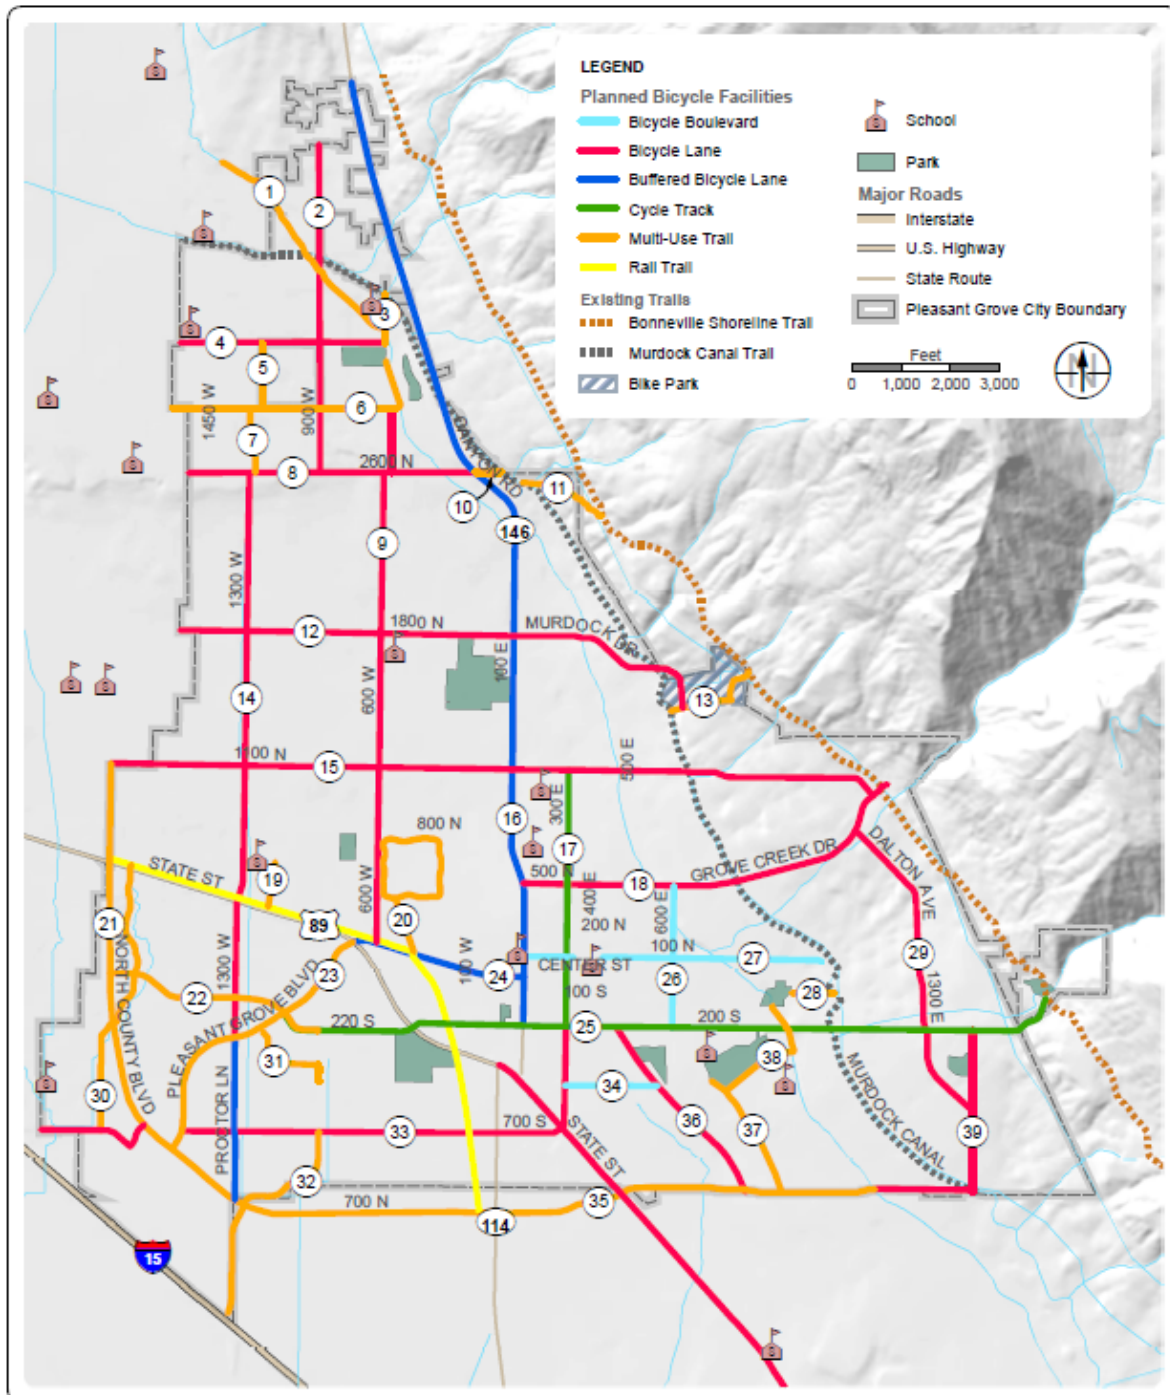 LEGEND
Planned Bicycle Facilities
Bicycle Boulevard
Bicycle Lane
Buffered Bicycle Lane
Cycle Track
Multi-Use Trail
Rail Trail
Existing Trails
Bonneville Shoreline Trail
Murdock Canal Trail
Bike Park
School
Park
Major Roads
Interstate
U.S. Highway
State Route
Pleasant Grove City Boundary
Feet
0 1,000 2,000 3,000
N
1
2
3
4
5
1450 W
900 W
6
7
CANYON RD
2600 N
8
11
10
146
9
1300 W
12
1800 N
MURDOCK DR
100 E
600 W
14
13
1100 N
15
500 E
300 E
16
800 N
17
DALTON AVE
STATE ST
19
500 N
18
GROVE CREEK DR
400 E
600 E
600 W
20
200 N
89
21
NORTH COUNTY BLVD
1300 W
100 W
100 N
27
29
CENTER ST
23
24
26
28
1300 E
22
PLEASANT GROVE BLVD
100 S
220 S
25
200 S
31
38
30
34
MURDOCK CANAL
PROCTOR LN
36
37
39
33
700 S
STATE ST
32
700 N
35
114
15